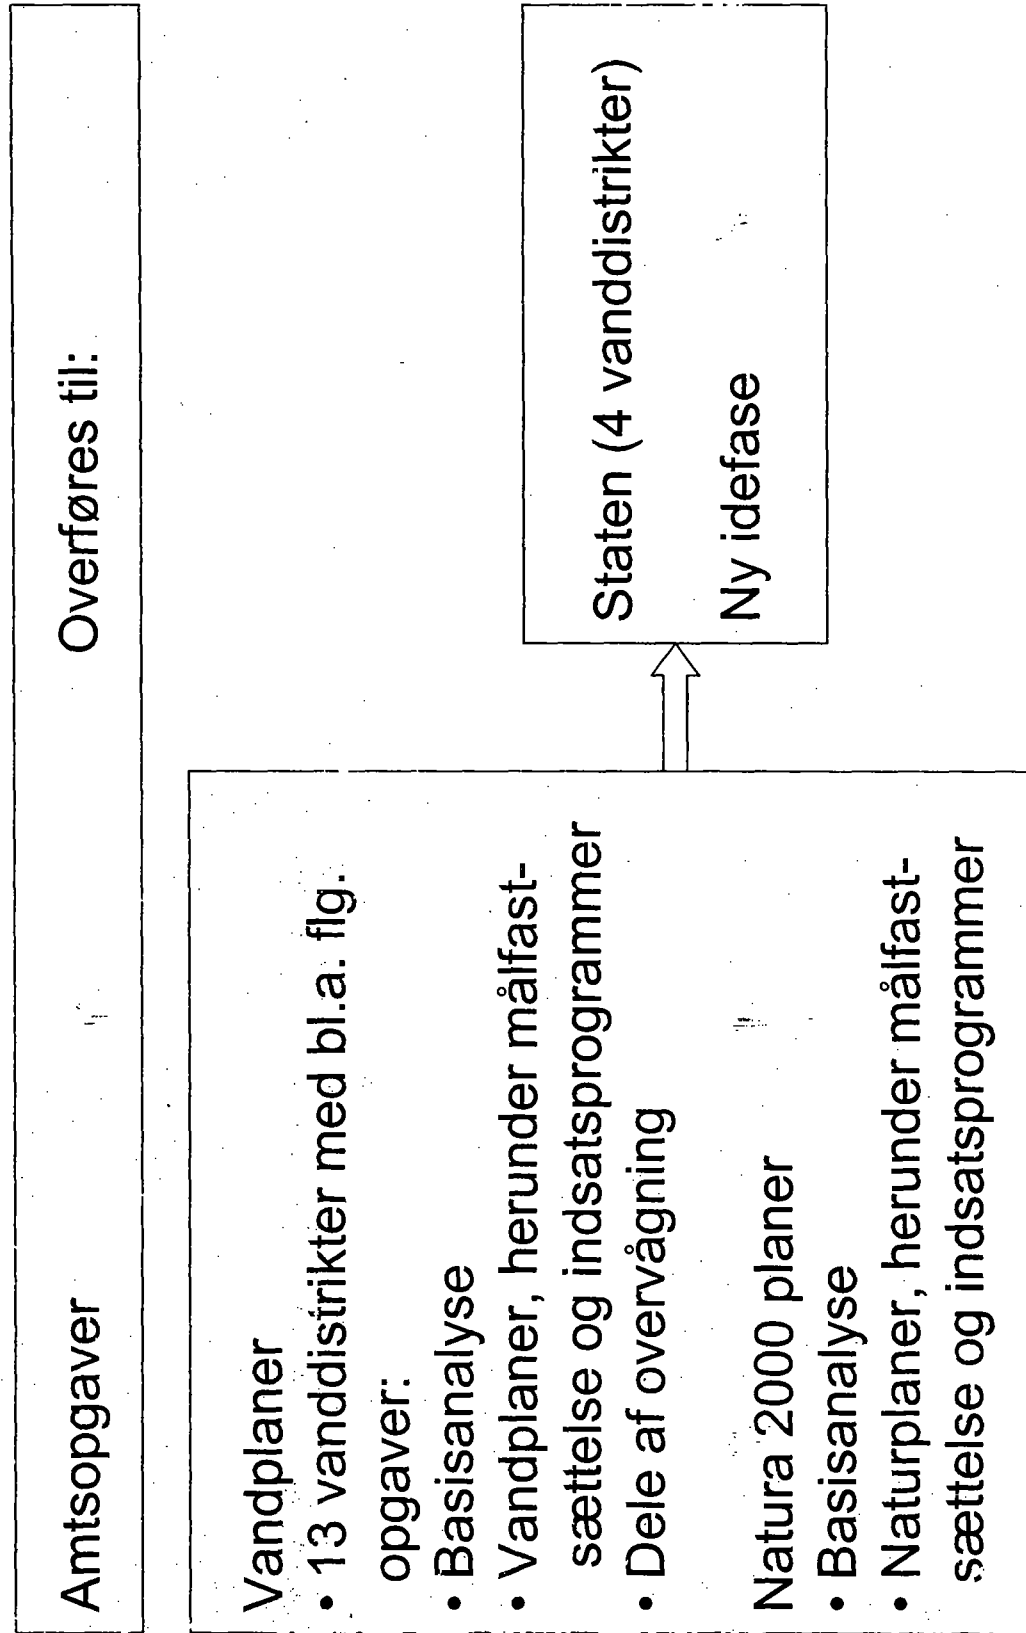 Amtsopgaver Overføres til:
Vandplaner
• 13 vanddistrikter med bl.a. flg.
opgaver:
• Basisanalyse
• Vandplaner, herunder målfast-
sættelse og indsatsprogrammer
• Dele af overvågning
Natura 2000 planer
• Basisanalyse
• Naturplaner, herunder målfast-
sættelse og indsatsprogrammer
Staten (4 vanddistrikter)
Ny idefase